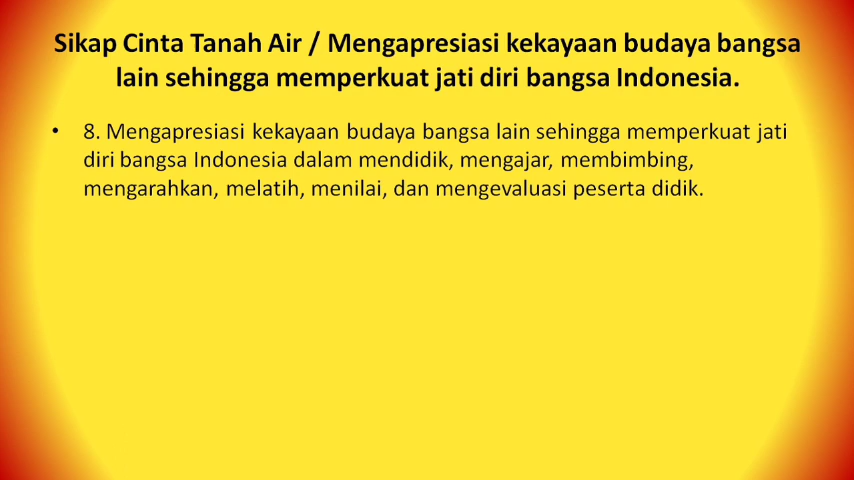 Sikap Cinta Tanah Air / Mengapresiasi kekayaan budaya bangsa
lain sehingga memperkuat jati diri bangsa Indonesia.
• 8. Mengapresiasi kekayaan budaya bangsa lain sehingga memperkuat jati
diri bangsa Indonesia dalam mendidik, mengajar, membimbing,
mengarahkan, melatih, menilai, dan mengevaluasi peserta didik.